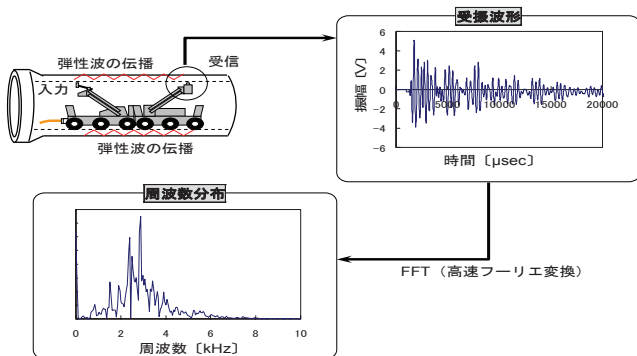 弾性波の伝播
受信
入力
弾性波の伝播
受振波形
振幅〔V〕
6
4
2
0
-2
-4
-6
0
5000
10000
15000
20000
時間〔μsec〕
周波数分布
0
2
4
6
8
10
周波数〔kHz〕
FFT（高速フーリエ変換）